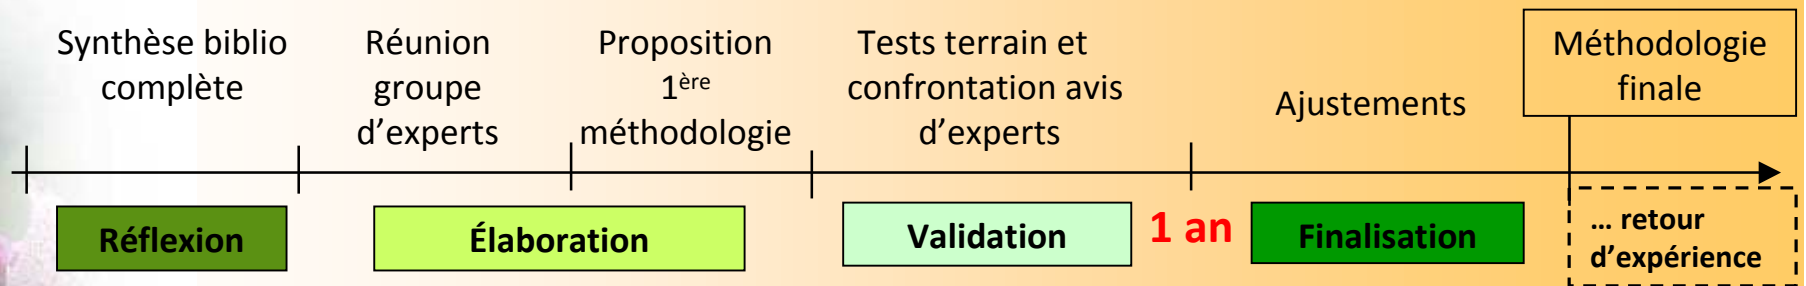 Synthèse biblio
complète
Réunion
groupe
d’experts
Proposition
1ère
méthodologie
Tests terrain et
confrontation avis
d’experts
Ajustements
Méthodologie
finale
Réflexion
Élaboration
Validation
1 an
Finalisation
... retour
d’expérience